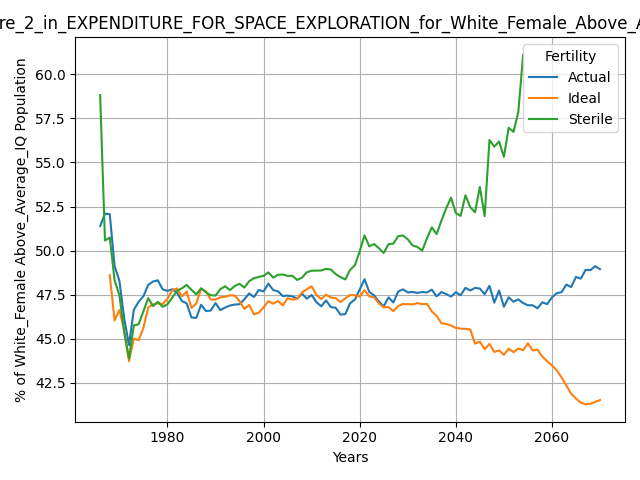 re_2_in_EXPENDITURE_FOR_SPACE_EXPLORATION_for_White_Female_Above_A
% of White_Female Above_Average_IQ Population
60.0
57.5
55.0
52.5
50.0
47.5
45.0
42.5
Fertility
Actual
Ideal
Sterile
1980
2000
2020
2040
2060
Years